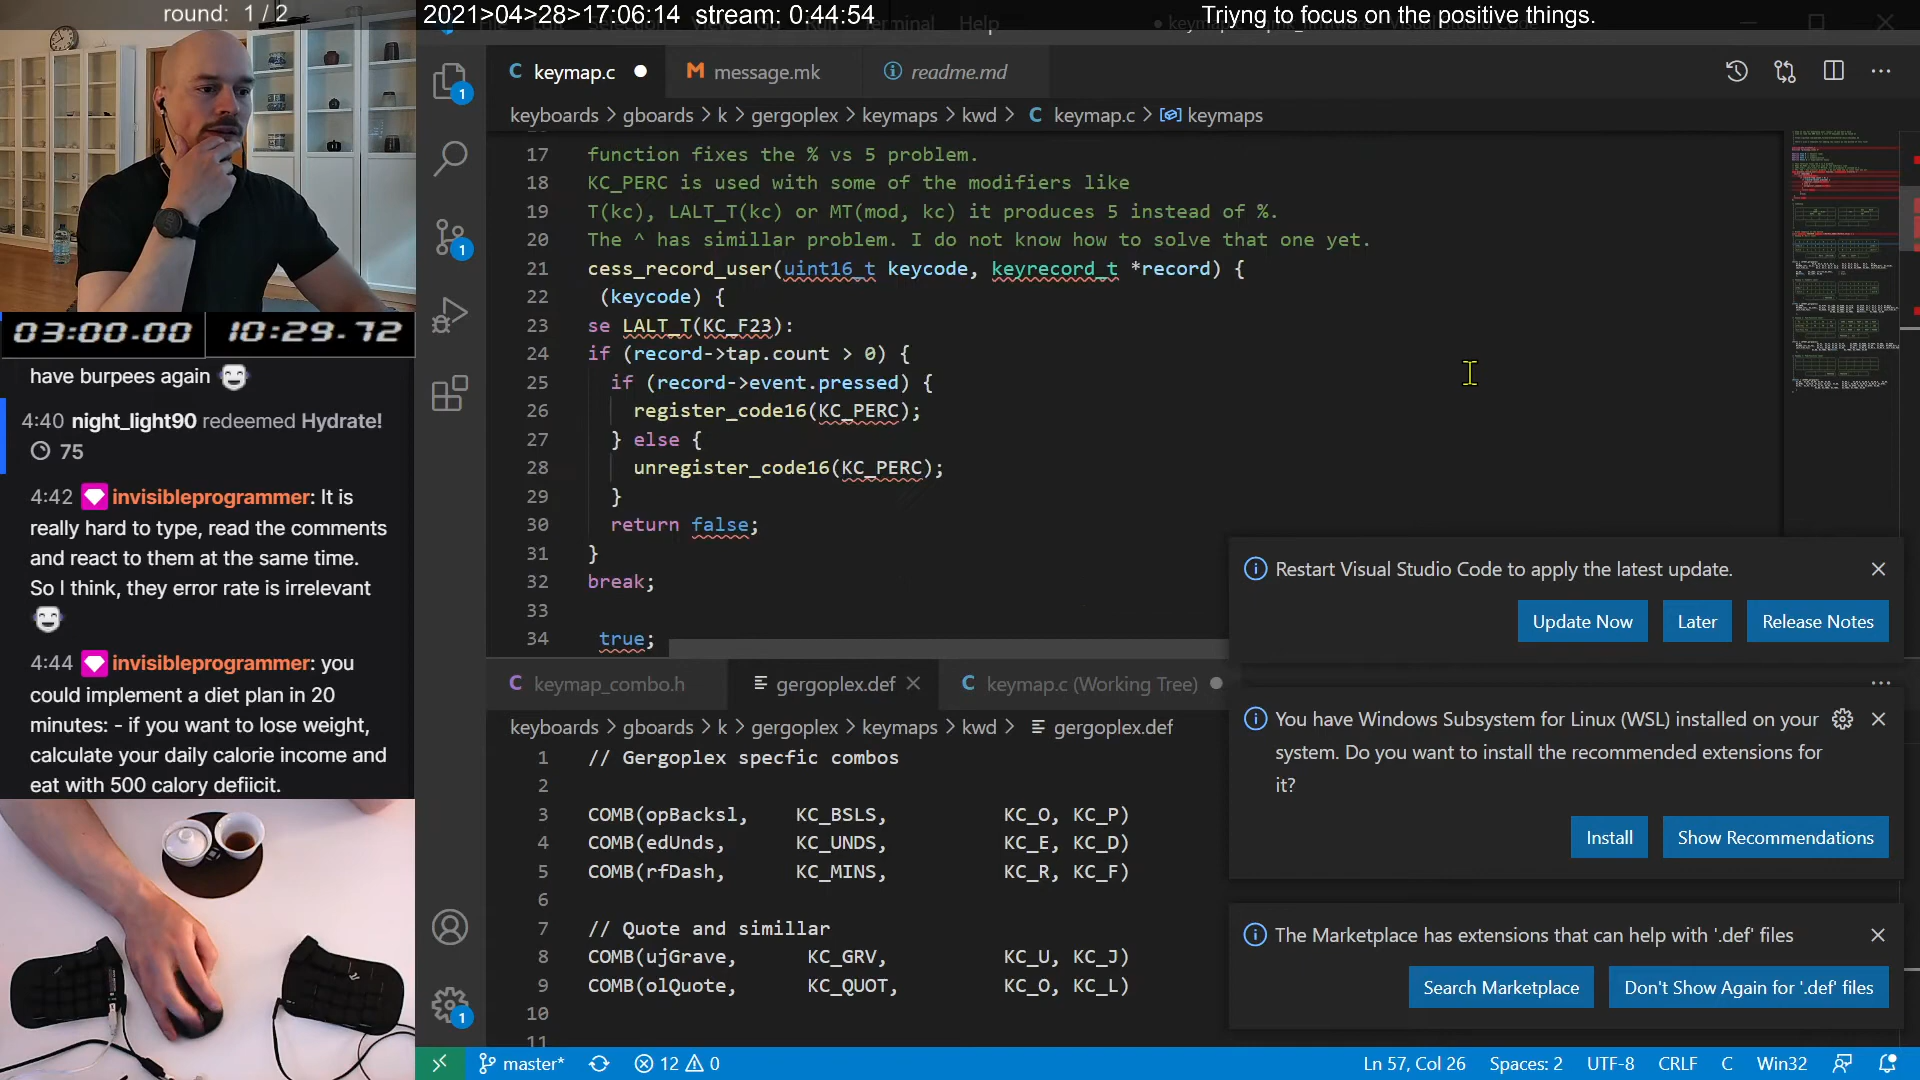 round: 1 / 2
2021>04>28>17:06:14 stream: 0:44:54
Triyng to focus on the positive things.
03:00.00 10:29.72
have burpees again
4:40 night_light90 redeemed Hydrate!
75
4:42 invisibleprogrammer: It is
really hard to type, read the comments
and react to them at the same time.
So I think, they error rate is irrelevant
4:44 invisibleprogrammer: you
could implement a diet plan in 20
minutes: - if you want to lose weight,
calculate your daily calorie income and
eat with 500 calory defiicit.
Selection Terminal Help
keymap.c message.mk readme.md
keyboards > gboards > k > gergoplex > keymaps > kwd > C keymap.c > keymaps
17 function fixes the % vs 5 problem.
18 KC_PERC is used with some of the modifiers like
19 T(kc), LALT_T(kc) or MT(mod, kc) it produces 5 instead of %.
20 The ^ has simillar problem. I do not know how to solve that one yet.
21 cess_record_user(uint16_t keycode, keyrecord_t *record) {
22 (keycode) {
23 se LALT_T(KC_F23):
24 if (record->tap.count > 0) {
25 if (record->event.pressed) {
26 register_code16(KC_PERC);
27 } else {
28 unregister_code16(KC_PERC);
29 }
30 return false;
31 }
32 break;
33
34 true;
C keymap_combo.h gergoplex.def C keymap.c (Working Tree)
keyboards > gboards > k > gergoplex > keymaps > kwd > gergoplex.def
1 // Gergoplex specfic combos
2
3 COMB(opBacksl, KC_BSLS, KC_O, KC_P)
4 COMB(edUnds, KC_UNDS, KC_E, KC_D)
5 COMB(rfDash, KC_MINS, KC_R, KC_F)
6
7 // Quote and simillar
8 COMB(ujGrave, KC_GRV, KC_U, KC_J)
9 COMB(olQuote, KC_QUOT, KC_O, KC_L)
10
11
Restart Visual Studio Code to apply the latest update.
Update Now Later Release Notes
You have Windows Subsystem for Linux (WSL) installed on your
system. Do you want to install the recommended extensions for
it?
Install Show Recommendations
The Marketplace has extensions that can help with '.def' files
Search Marketplace Don't Show Again for '.def' files
1
1
1
master* 12 0 Ln 57, Col 26 Spaces: 2 UTF-8 CRLF C Win32